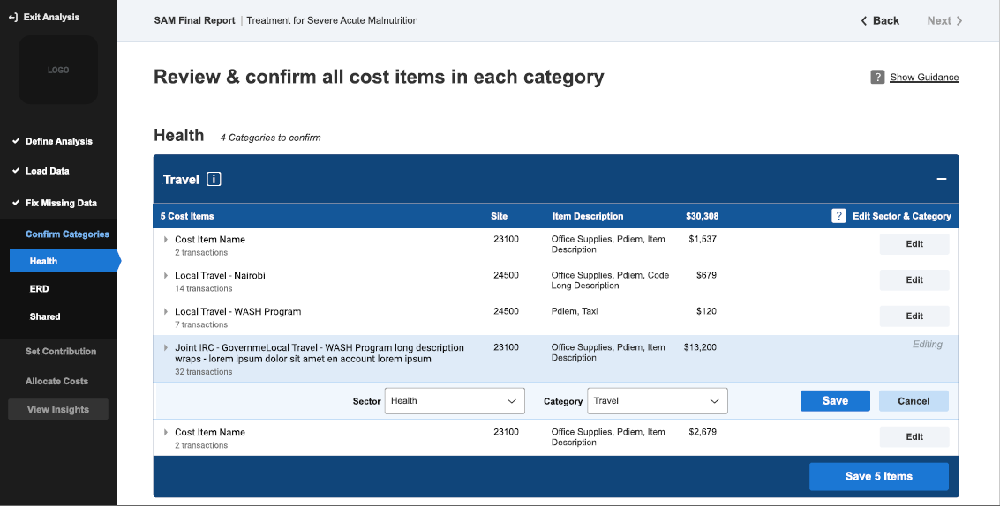 Exit Analysis
SAM Final Report | Treatment for Severe Acute Malnutrition
Back
Next
LOGO
Review & confirm all cost items in each category
? Show Guidance
Define Analysis
Load Data
Fix Missing Data
Confirm Categories
Health
ERD
Shared
Set Contribution
Allocate Costs
View Insights
Health 4 Categories to confirm
Travel i
5 Cost Items Site Item Description $30,308 ? Edit Sector & Category
Cost Item Name 23100 Office Supplies, Pdiem, Item $1,537 Edit
2 transactions Description
Local Travel - Nairobi 24500 Office Supplies, Pdiem, Code $679 Edit
14 transactions Long Description
Local Travel - WASH Program 24500 Pdiem, Taxi $120 Edit
7 transactions
Joint IRC - GovernmeLocal Travel - WASH Program long description 23100 Office Supplies, Pdiem, Item $13,200 Editing
wraps - lorem ipsum dolor sit amet en account lorem ipsum Description
32 transactions
Sector Health Category Travel Save Cancel
Cost Item Name 23100 Office Supplies, Pdiem, Item $2,679 Edit
2 transactions Description
Save 5 Items